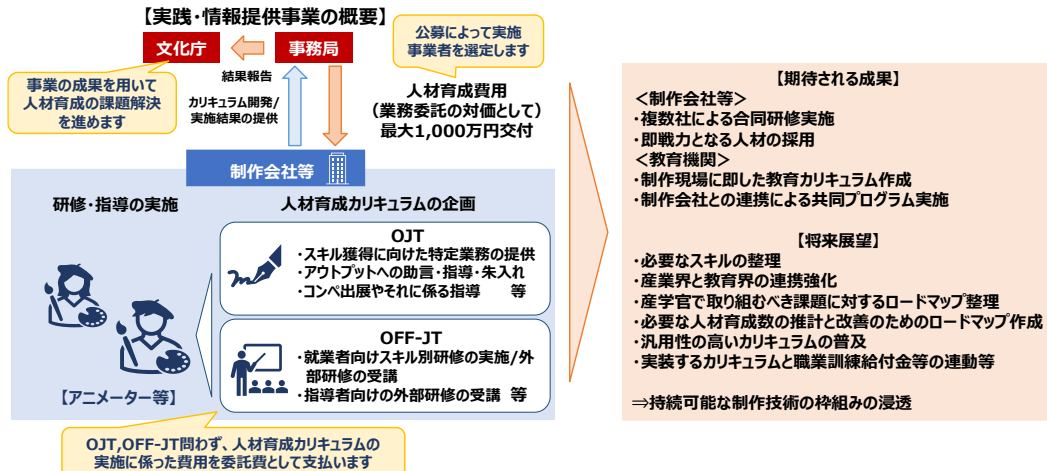 【実践・情報提供事業の概要】
文化庁
事務局
公募によって実施
事業者を選定します
事業の成果を用いて
人材育成の課題解決
を進めます
結果報告
カリキュラム開発/
実施結果の提供
人材育成費用
（業務委託の対価として）
最大1,000万円交付
制作会社等
研修・指導の実施
人材育成カリキュラムの企画
OJT
・スキル獲得に向けた特定業務の提供
・アウトプットへの助言・指導・朱入れ
・コンペ出展やそれに係る指導　等
OFF-JT
・就業者向けスキル別研修の実施/外
部研修の受講
・指導者向けの外部研修の受講 等
【アニメーター等】
OJT,OFF-JT問わず、人材育成カリキュラムの
実施に係った費用を委託費として支払います
【期待される成果】
＜制作会社等＞
・複数社による合同研修実施
・即戦力となる人材の採用
＜教育機関＞
・制作現場に即した教育カリキュラム作成
・制作会社との連携による共同プログラム実施
【将来展望】
・必要なスキルの整理
・産業界と教育界の連携強化
・産学官で取り組むべき課題に対するロードマップ整理
・必要な人材育成数の推計と改善のためのロードマップ作成
・汎用性の高いカリキュラムの普及
・実装するカリキュラムと職業訓練給付金等の連動等
⇒持続可能な制作技術の枠組みの浸透